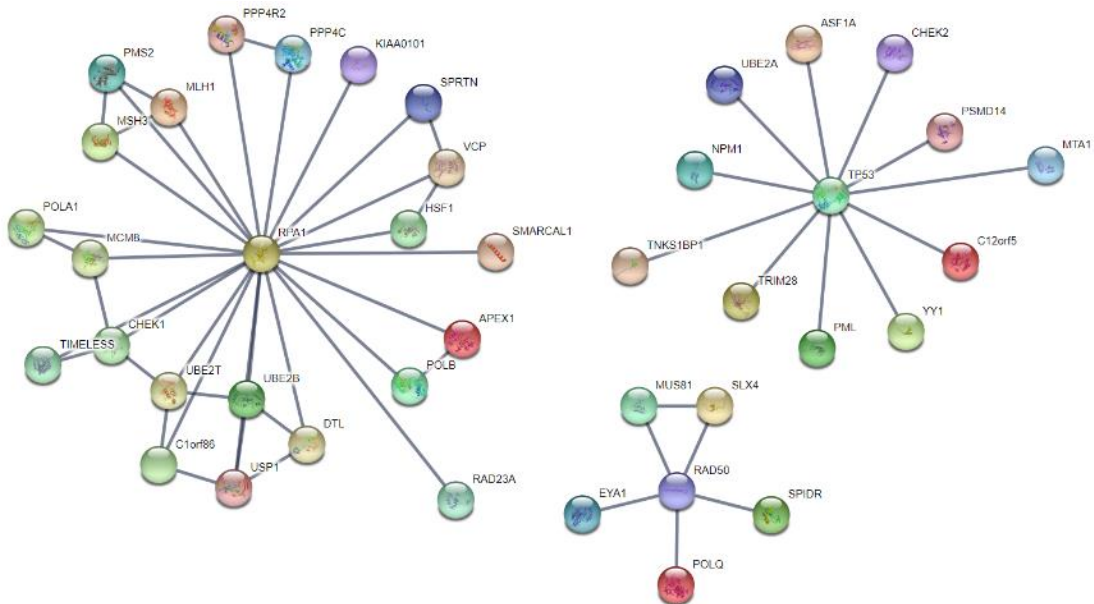 PPP4R2
PPP4C
KIAA0101
PMS2
MLH1
SPRTN
MSH3
VCP
POLA1
HSF1
MCM8
RPA1
SMARCAL1
CHEK1
APEX1
TIMELESS
UBE2T
UBE2B
POLB
C1orf86
DTL
USP1
RAD23A
ASF1A
CHEK2
UBE2A
PSMD14
NPM1
TP53
MTA1
TNKS1BP1
C12orf5
TRIM28
PML
YY1
MUS81
SLX4
RAD50
EYA1
SPIDR
POLQ